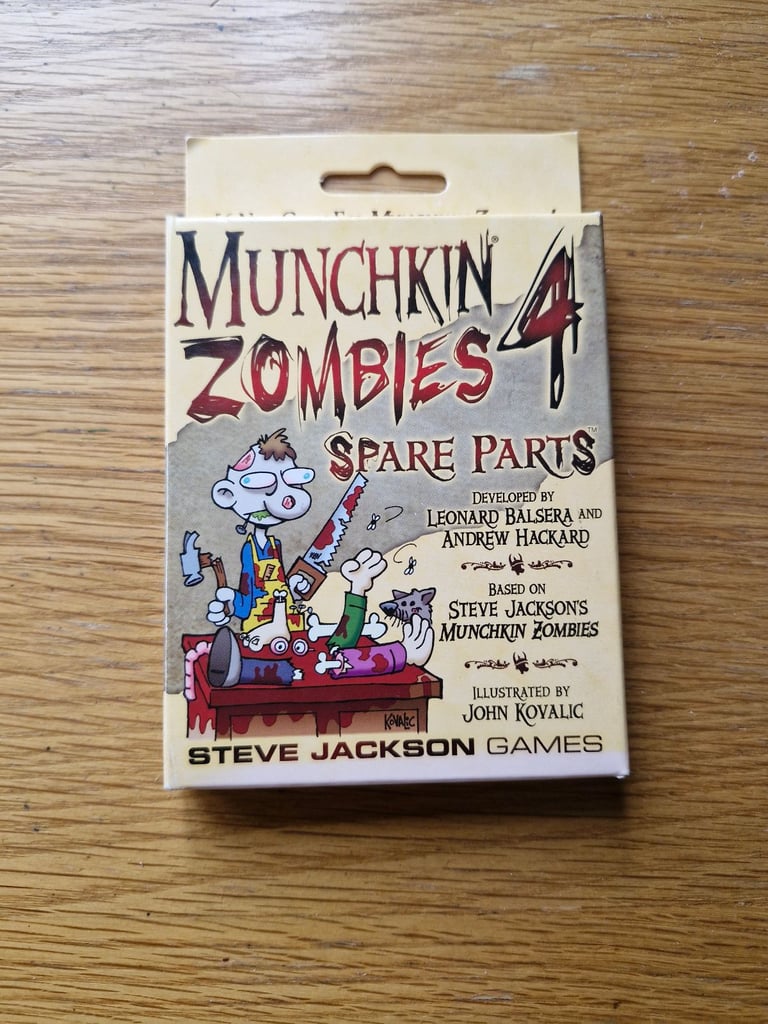 MUNCHKIN®
ZOMBIES 4
SPARE PARTS™
DEVELOPED BY
LEONARD BALSERA AND
ANDREW HACKARD
BASED ON
STEVE JACKSON'S
MUNCHKIN ZOMBIES
ILLUSTRATED BY
JOHN KOVALIC
KOVALIC
STEVE JACKSON GAMES